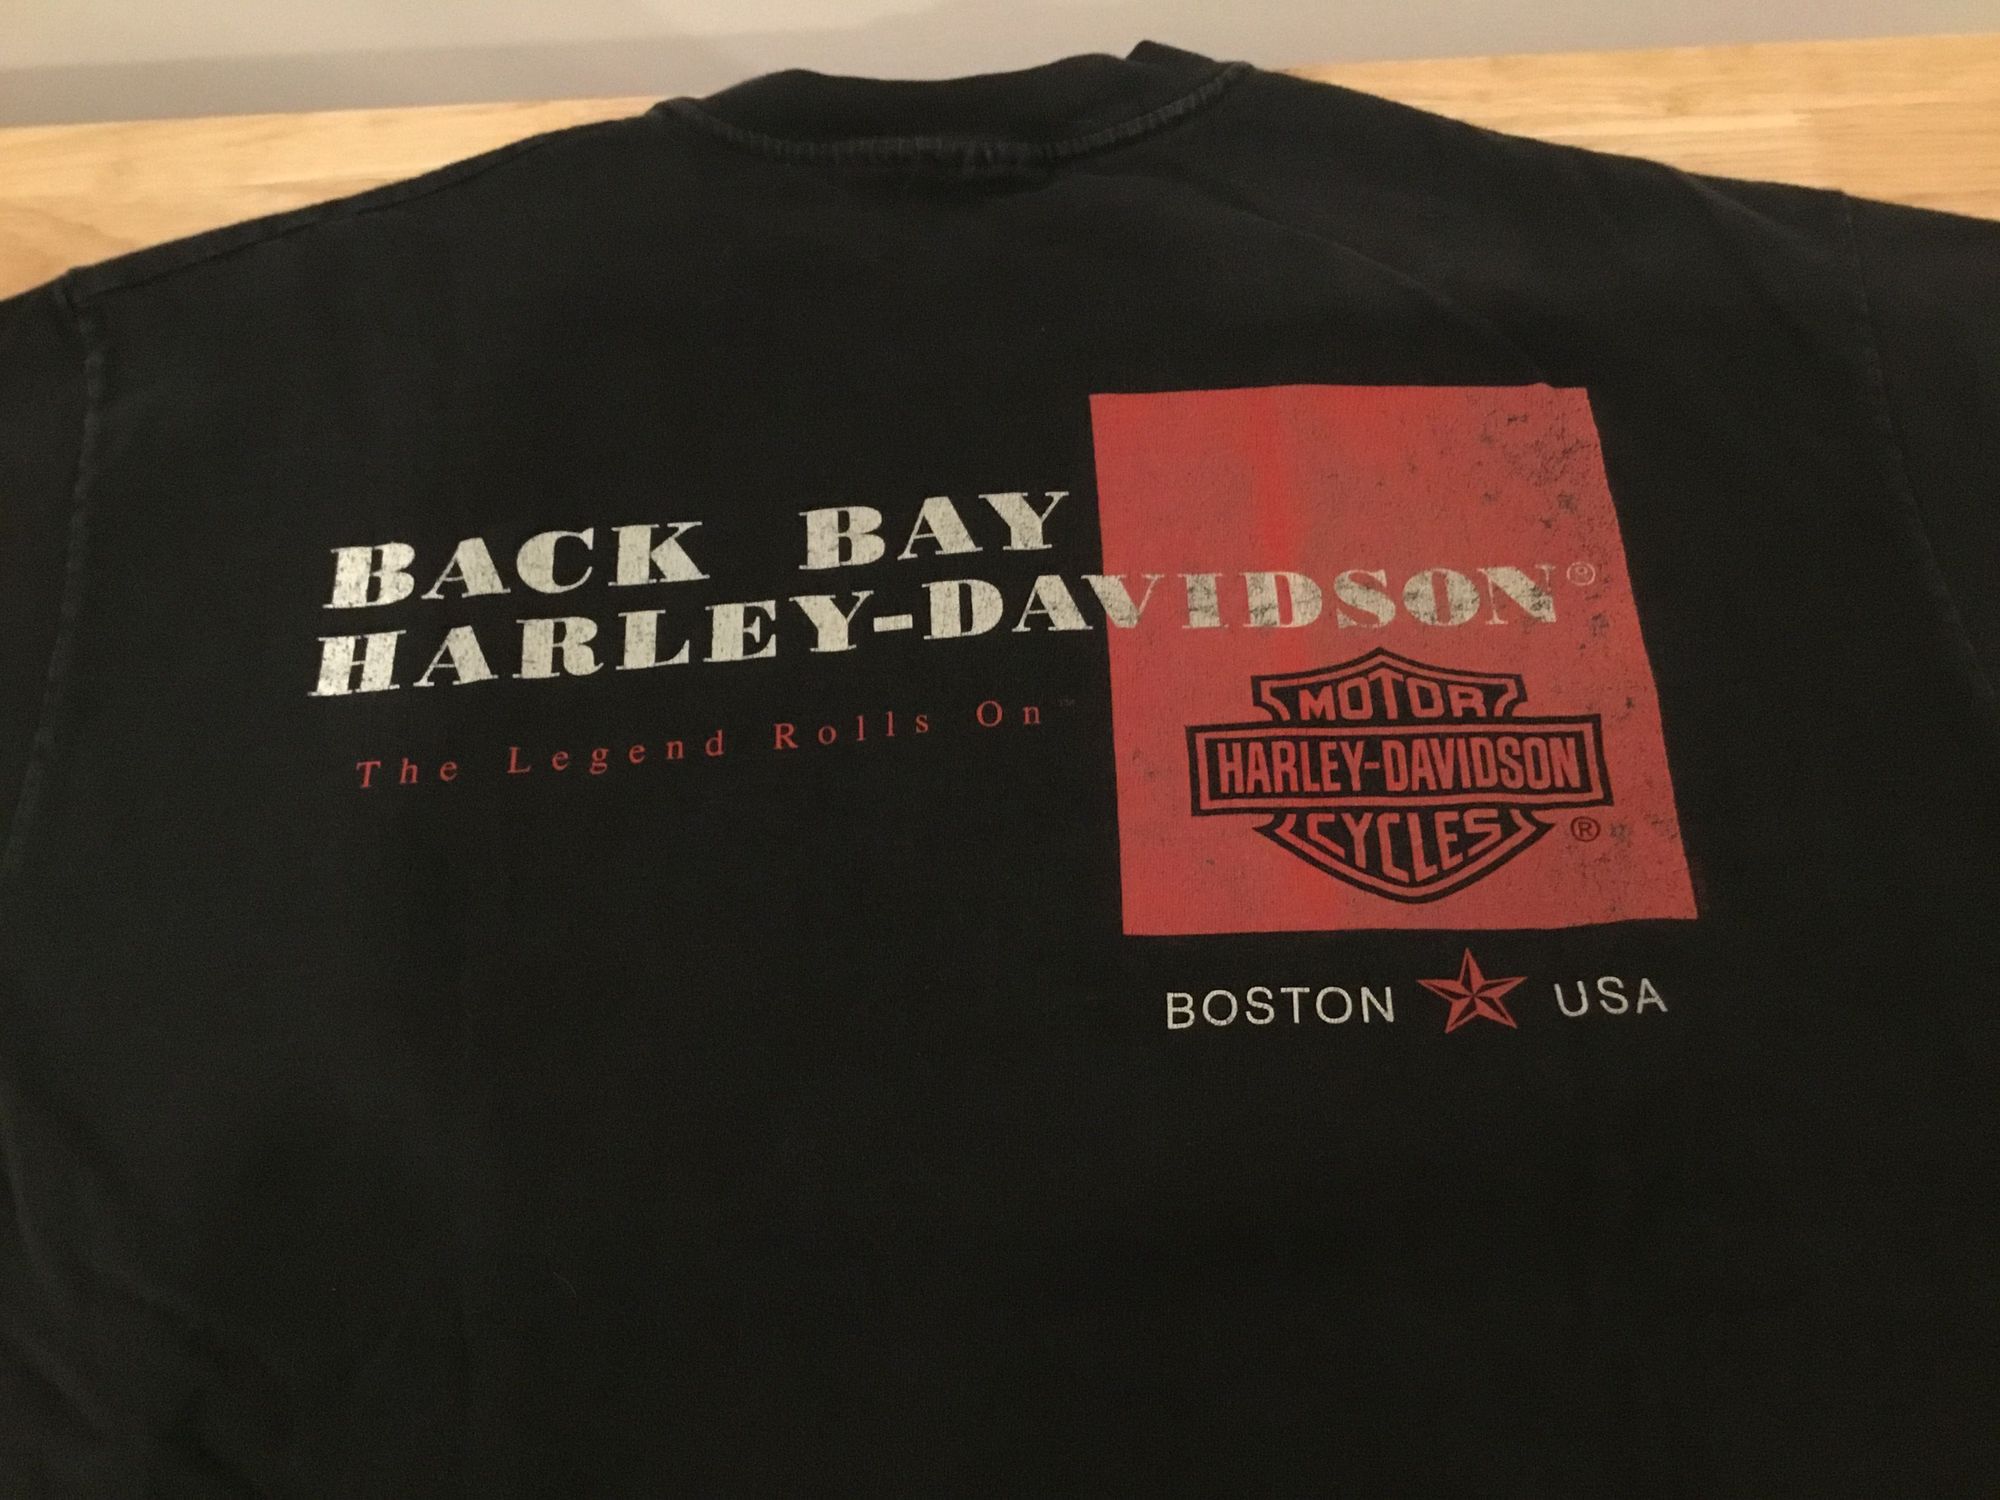 BACK BAY
HARLEY-DAVIDSON®
The Legend Rolls On™
MOTOR
HARLEY-DAVIDSON
CYCLES
®
BOSTON USA